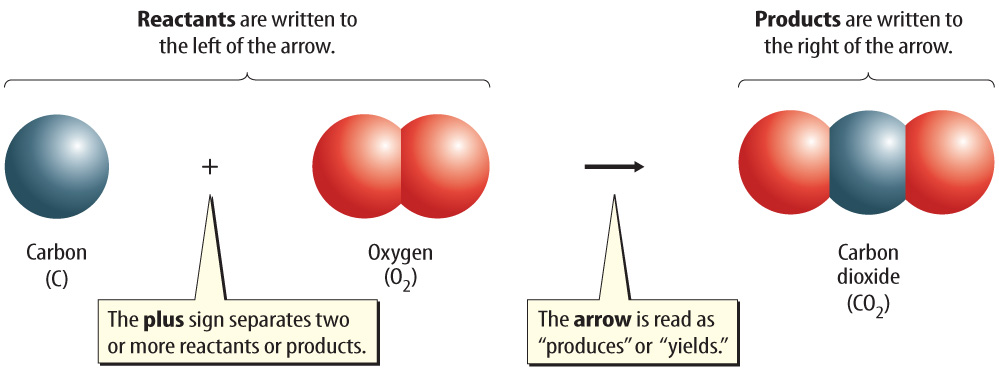 Reactants are written to
the left of the arrow.
Products are written to
the right of the arrow.
+
Carbon
(C)
Oxygen
(O₂)
Carbon
dioxide
(CO₂)
The plus sign separates two
or more reactants or products.
The arrow is read as
“produces” or “yields.”